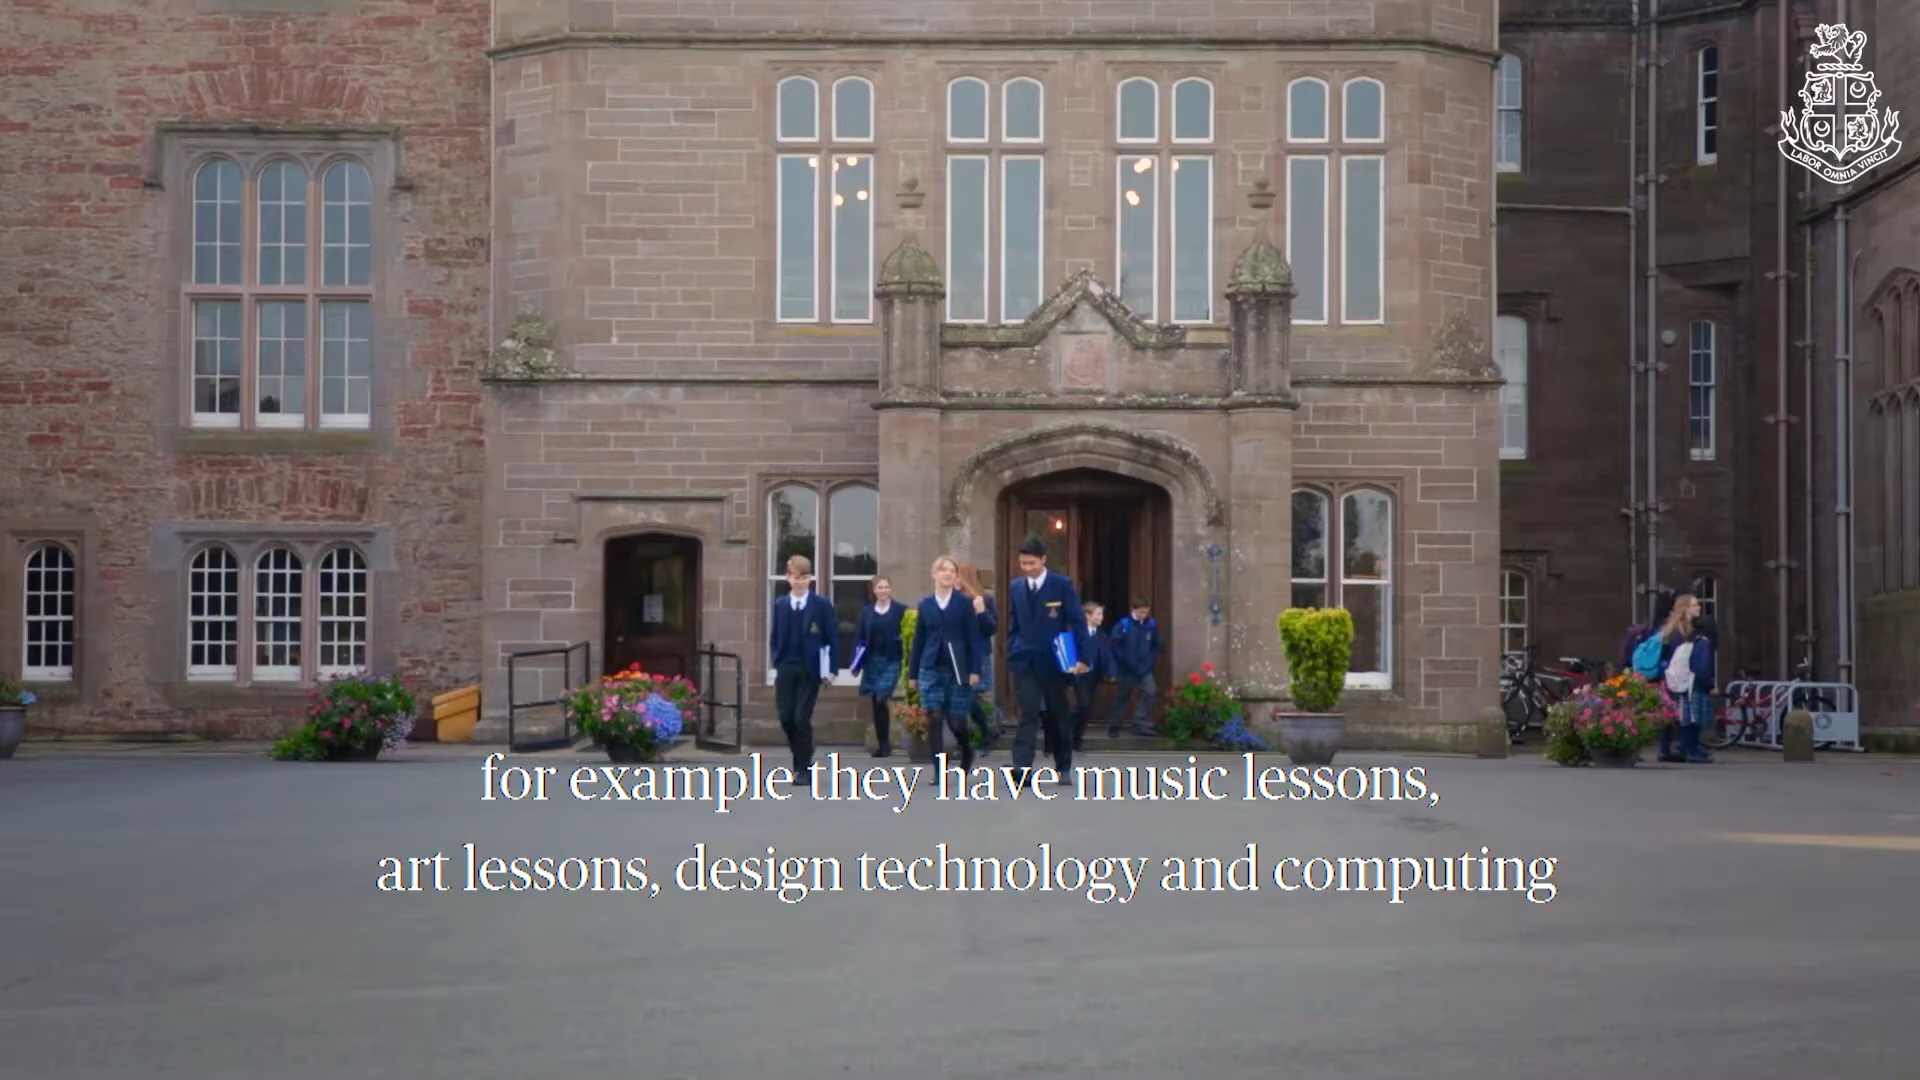 LABOR OMNIA VINCIT
for example they have music lessons,
art lessons, design technology and computing